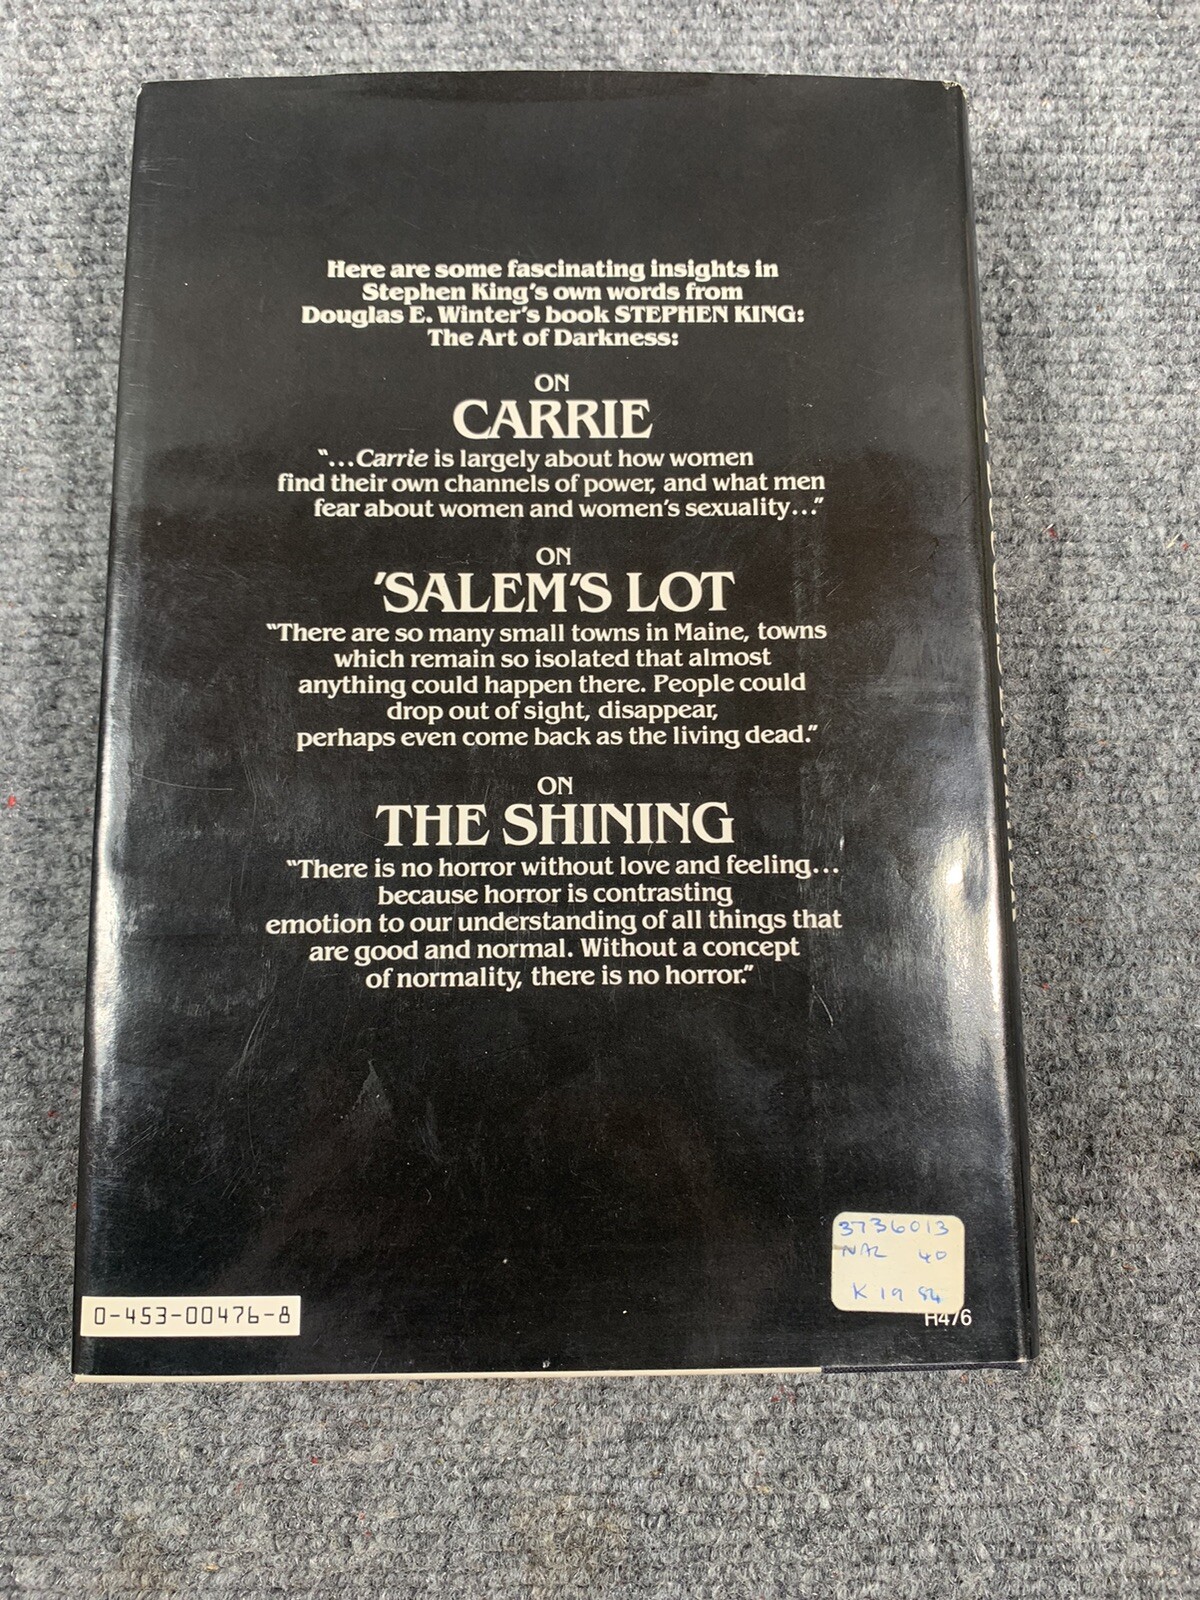 Here are some fascinating insights in
Stephen King's own words from
Douglas E. Winter's book STEPHEN KING:
The Art of Darkness:
ON
CARRIE
"...Carrie is largely about how women
find their own channels of power, and what men
fear about women and women's sexuality..."
ON
'SALEM'S LOT
"There are so many small towns in Maine, towns
which remain so isolated that almost
anything could happen there. People could
drop out of sight, disappear,
perhaps even come back as the living dead."
ON
THE SHINING
"There is no horror without love and feeling...
because horror is contrasting
emotion to our understanding of all things that
are good and normal. Without a concept
of normality, there is no horror."
3736013
NAL 40
K 19 84
0-453-00476-8
H476